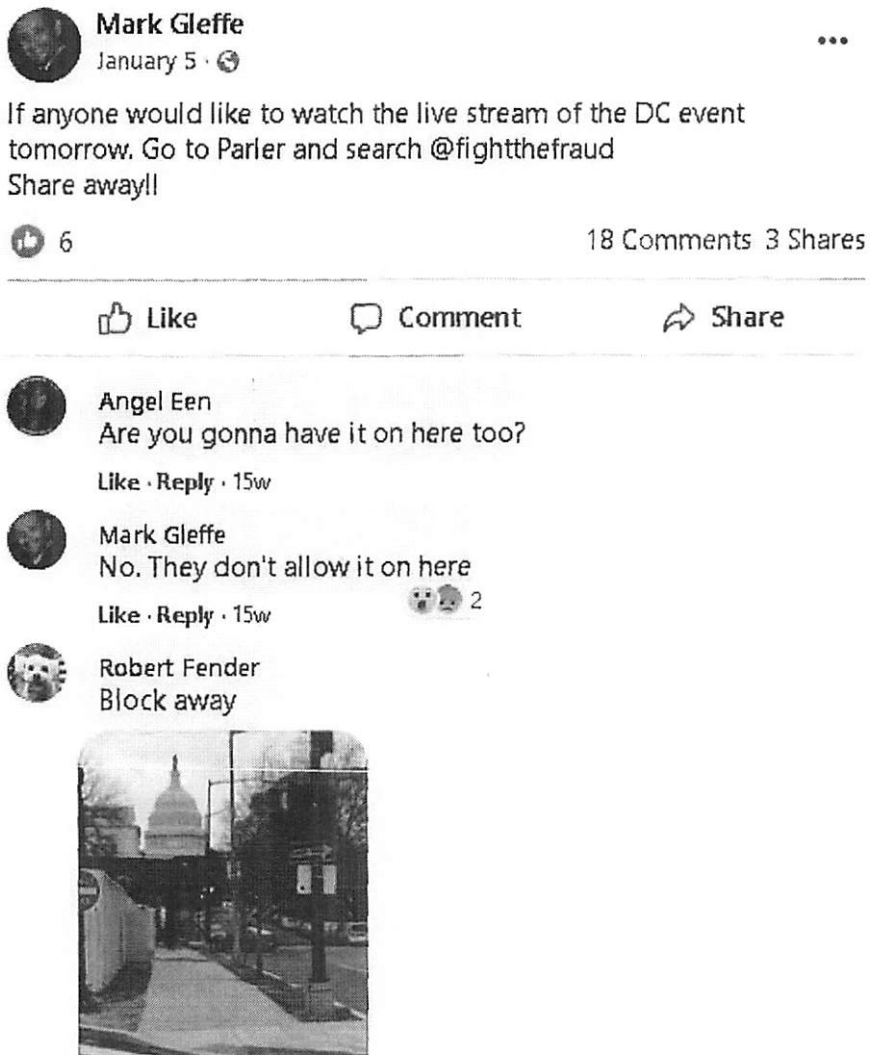 Mark Gleffe
January 5 ·
If anyone would like to watch the live stream of the DC event
tomorrow. Go to Parler and search @fightthefraud
Share away!!
6
18 Comments 3 Shares
Like
Comment
Share
Angel Een
Are you gonna have it on here too?
Like · Reply · 15w
Mark Gleffe
No. They don't allow it on here
Like · Reply · 15w
2
Robert Fender
Block away